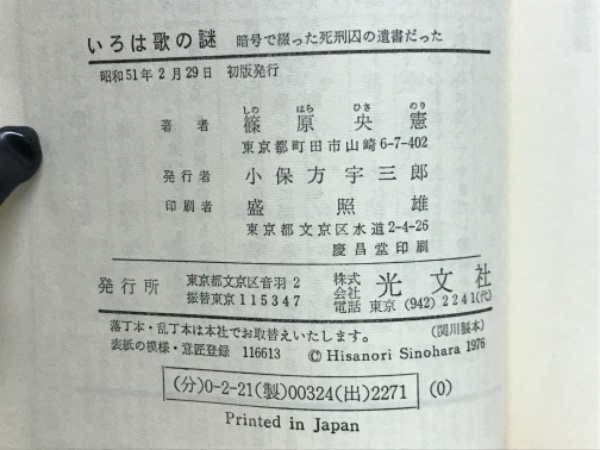 いろは歌の謎 暗号で綴った死刑囚の遺書だった
昭和51年2月29日 初版発行
しの はら ひさ のり
著者 篠原央憲
東京都町田市山崎6-7-402
発行者 小保方宇三郎
印刷者 盛照雄
東京都文京区水道2-4-26
慶昌堂印刷
発行所 東京都文京区音羽2 振替東京115347 株式会社 光文社 電話 東京(942)2241(代)
落丁本・乱丁本は本社でお取替えいたします。 (関川製本)
表紙の模様・意匠登録 116613 © Hisanori Sinohara 1976
(分)0-2-21(製)00324(出)2271 (0)
Printed in Japan